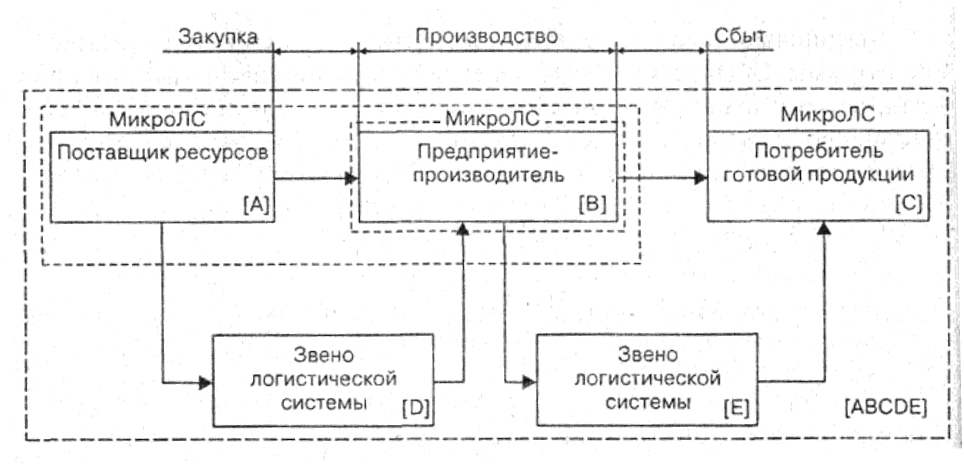 Закупка
Производство
Сбыт
МикроЛС
МикроЛС
МикроЛС
Поставщик ресурсов
[A]
Предприятие-
производитель
[B]
Потребитель
готовой продукции
[C]
Звено
логистической
системы
[D]
Звено
логистической
системы
[E]
[ABCDE]